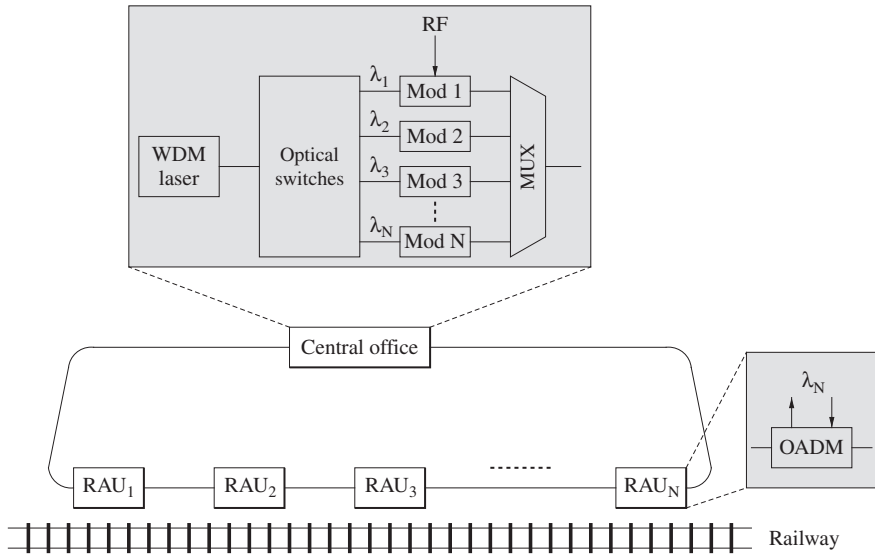 RF
λ1
Mod 1
λ2
Mod 2
WDM
laser
Optical
switches
λ3
Mod 3
MUX
λN
Mod N
Central office
λN
OADM
RAU1
RAU2
RAU3
RAUN
Railway